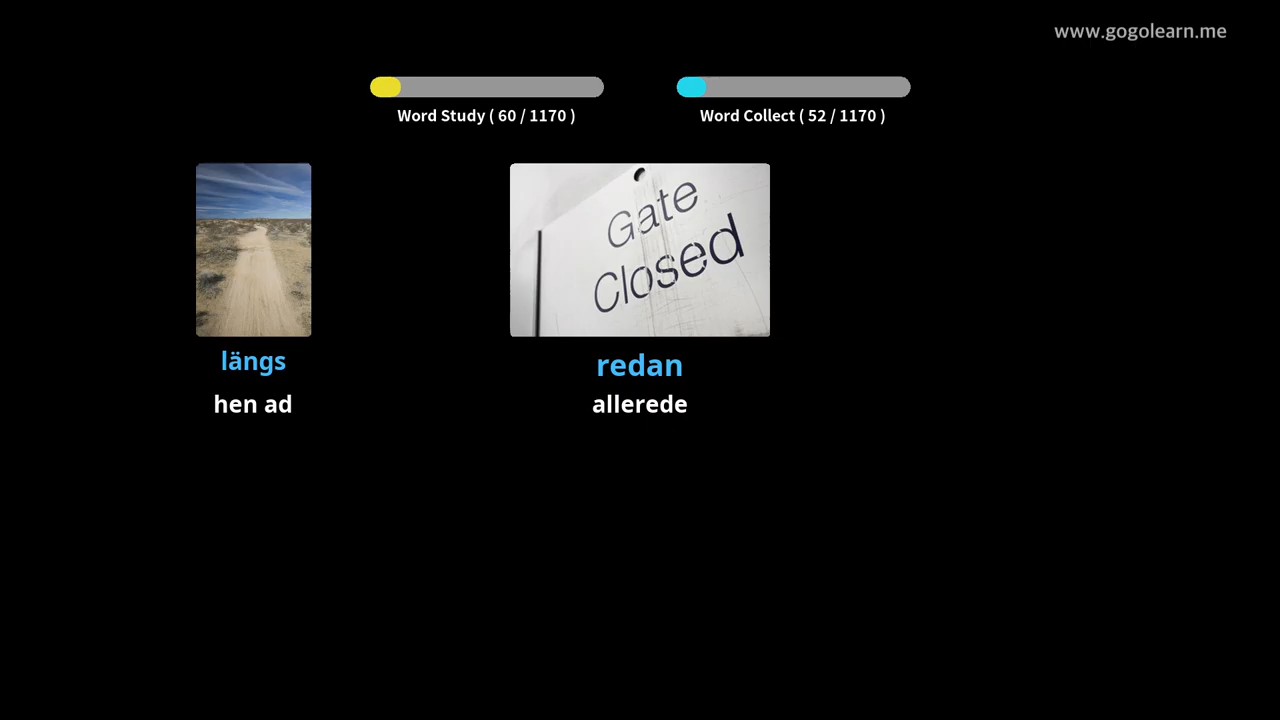 www.gogolearn.me
Word Study ( 60 / 1170 )
Word Collect ( 52 / 1170 )
Gate
Closed
längs
hen ad
redan
allerede